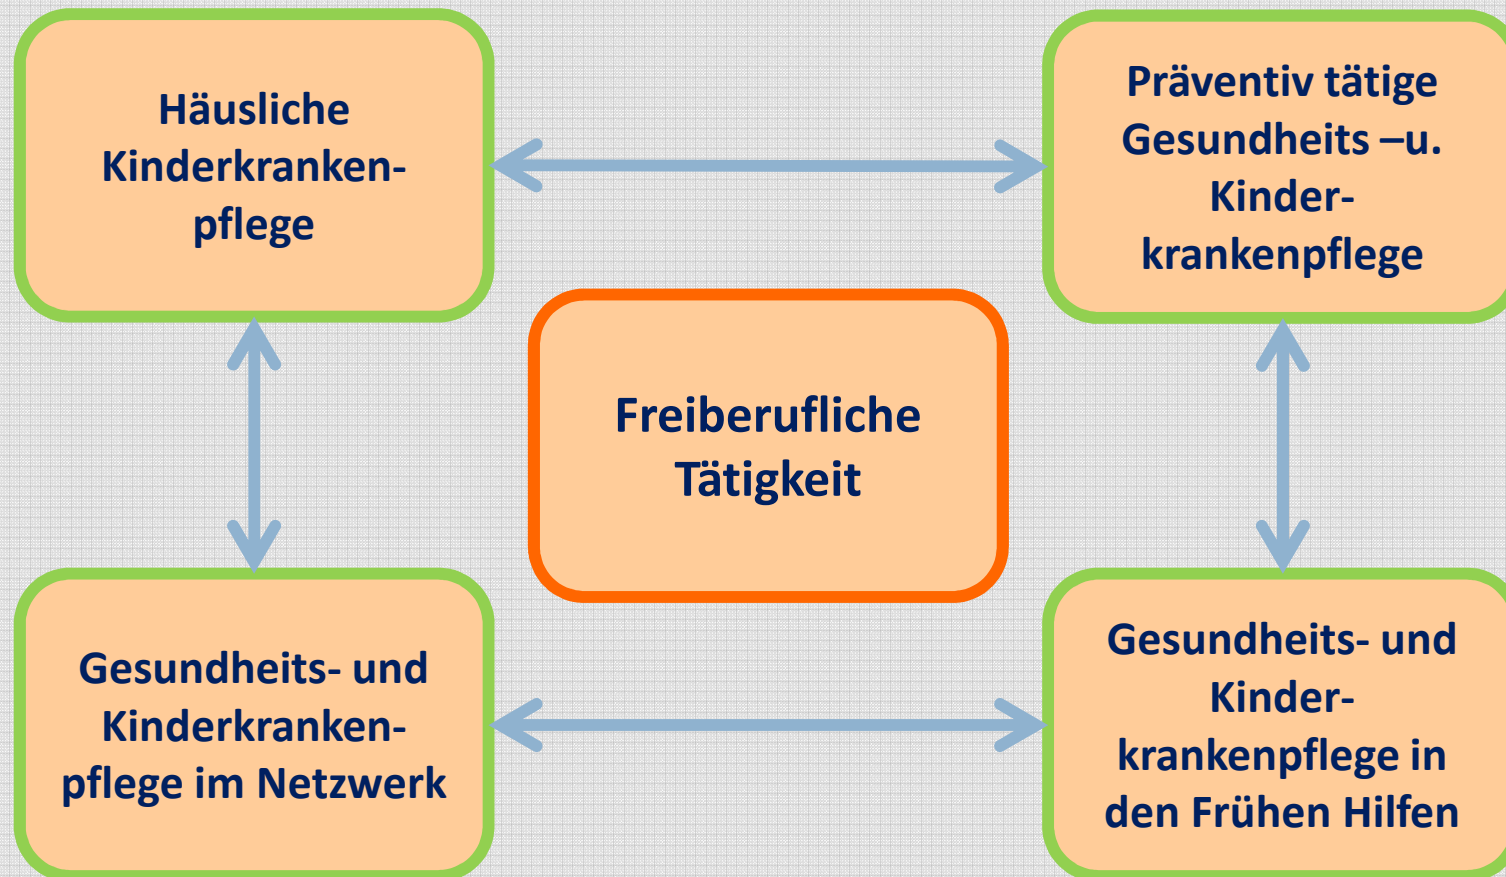 Häusliche
Kinderkranken-
pflege
Präventiv tätige
Gesundheits –u.
Kinder-
krankenpflege
Freiberufliche
Tätigkeit
Gesundheits- und
Kinderkranken-
pflege im Netzwerk
Gesundheits- und
Kinder-
krankenpflege in
den Frühen Hilfen